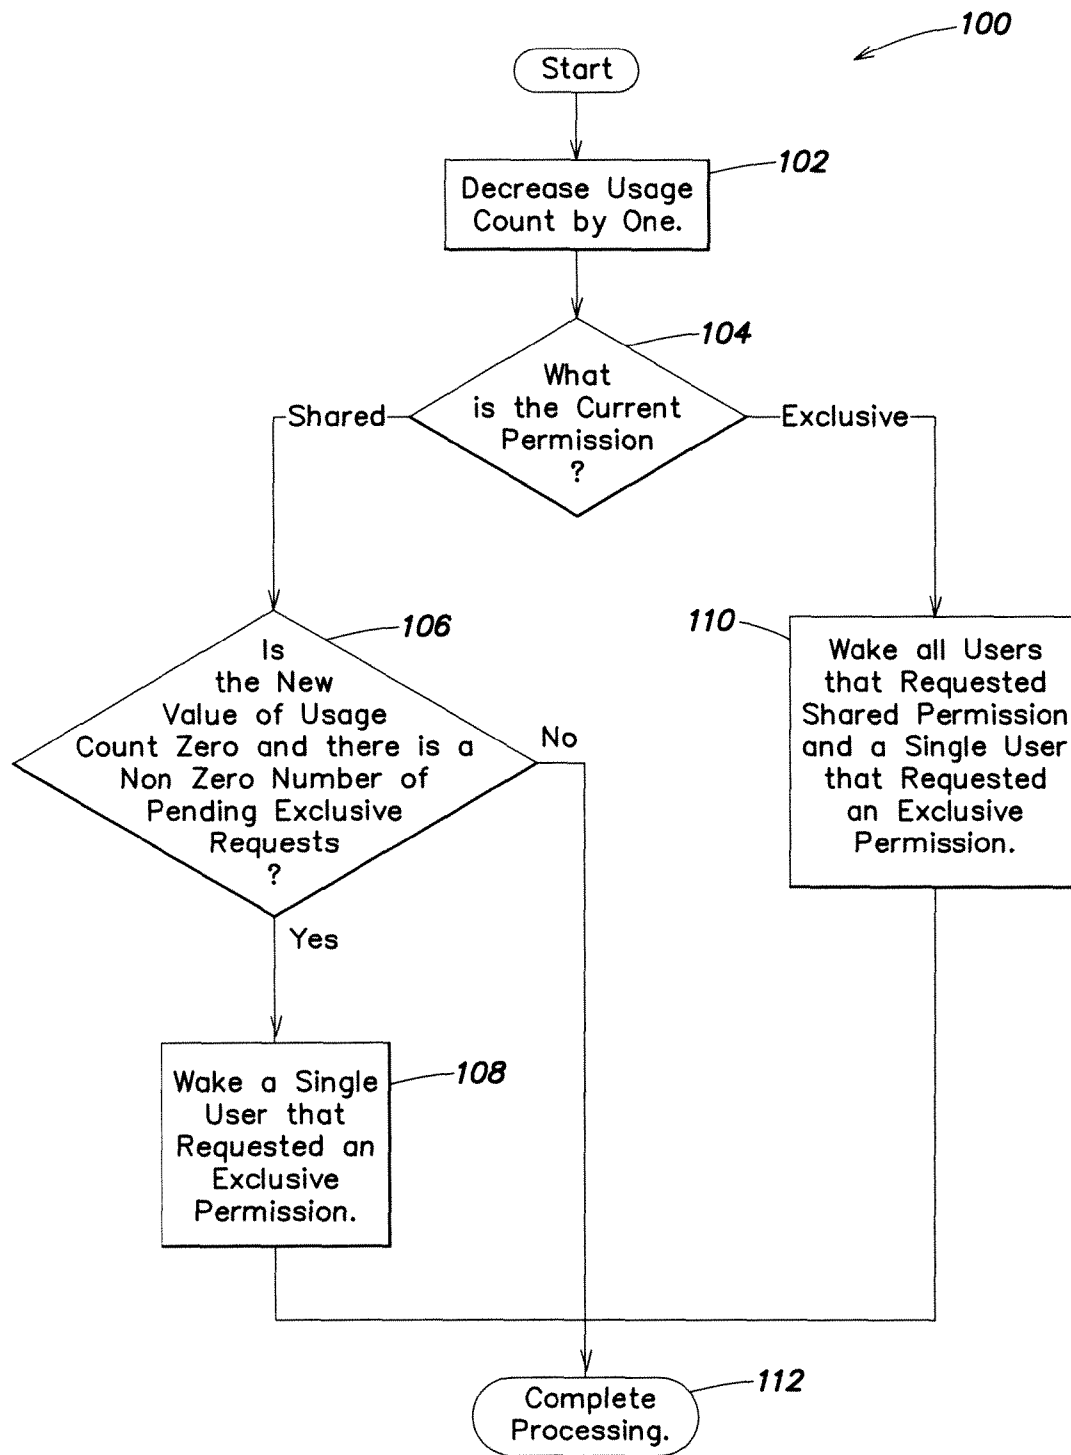 100
Start
102
Decrease Usage
Count by One.
104
What
is the Current
Permission
?
Shared
Exclusive
106
Is
the New
Value of Usage
Count Zero and there is a
Non Zero Number of
Pending Exclusive
Requests
?
No
110
Wake all Users
that Requested
Shared Permission
and a Single User
that Requested
an Exclusive
Permission.
Yes
108
Wake a Single
User that
Requested an
Exclusive
Permission.
112
Complete
Processing.